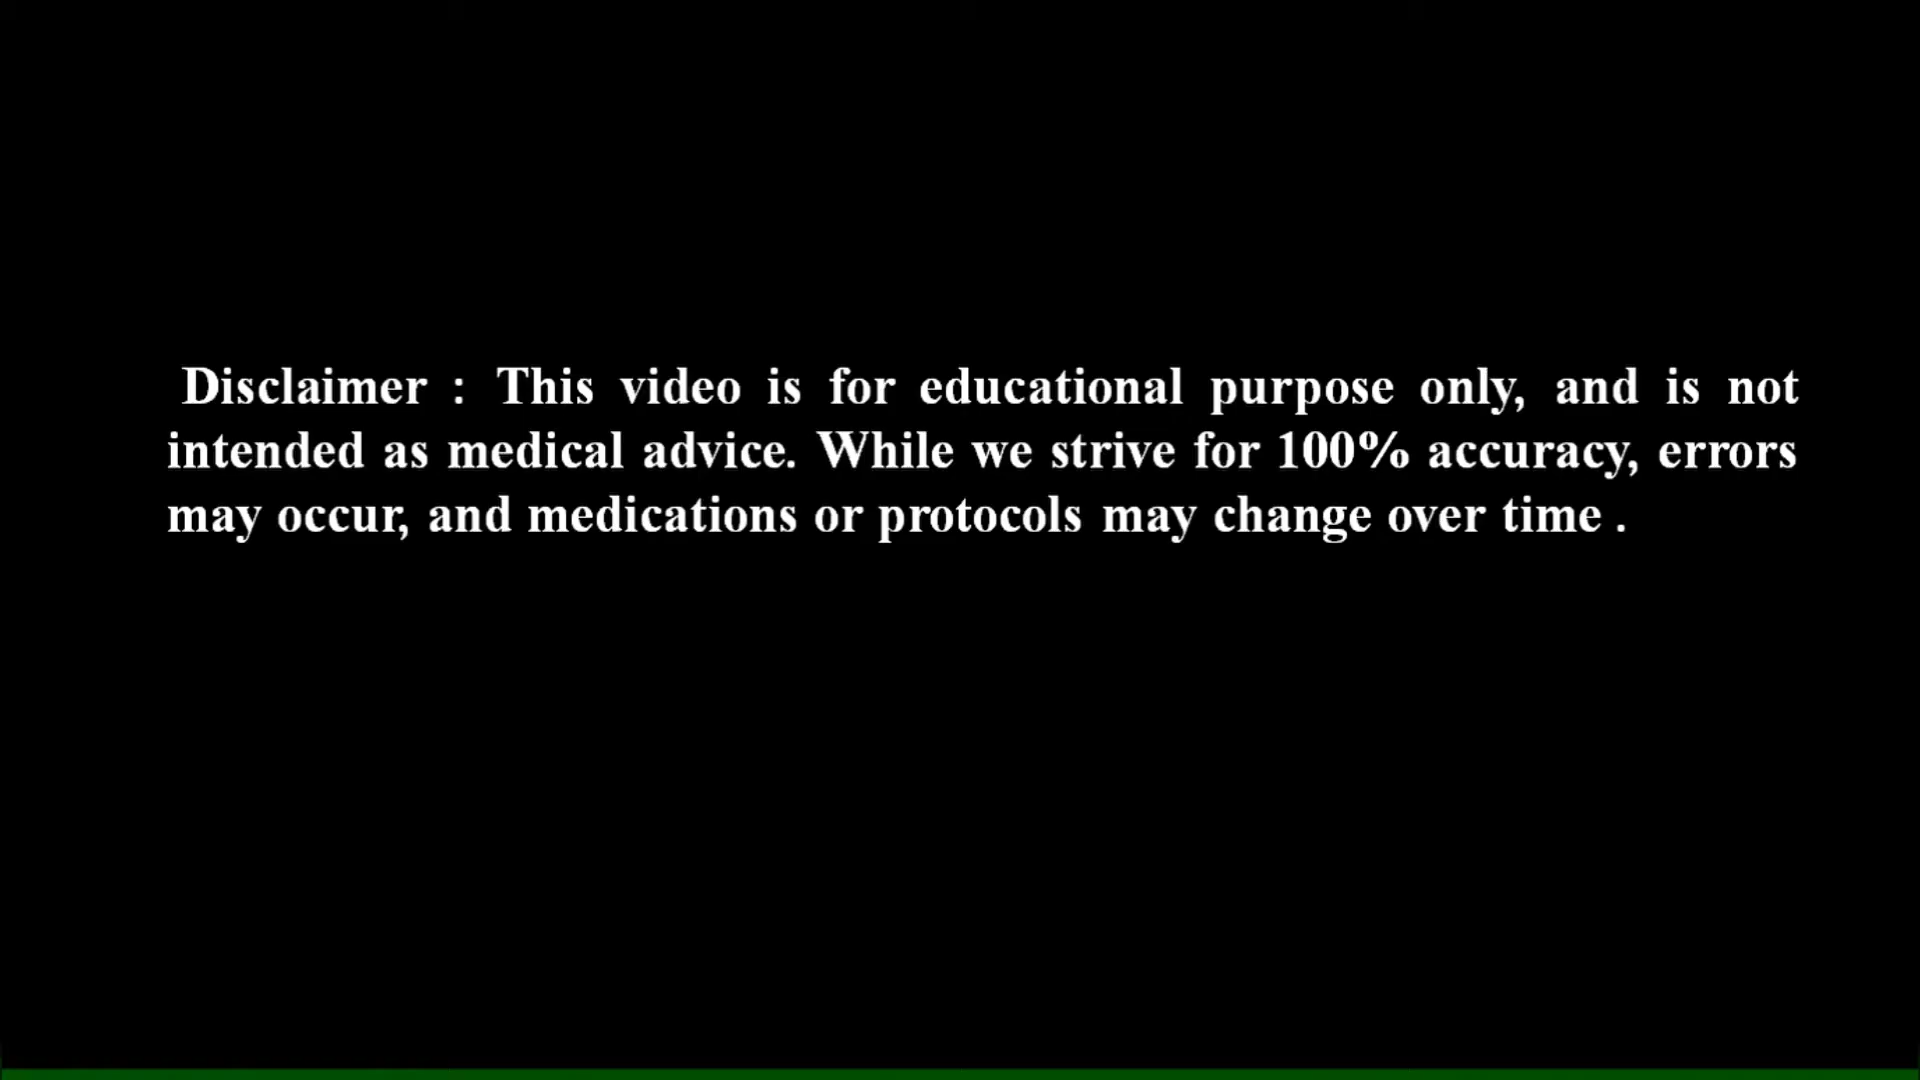 Disclaimer : This video is for educational purpose only, and is not
intended as medical advice. While we strive for 100% accuracy, errors
may occur, and medications or protocols may change over time .